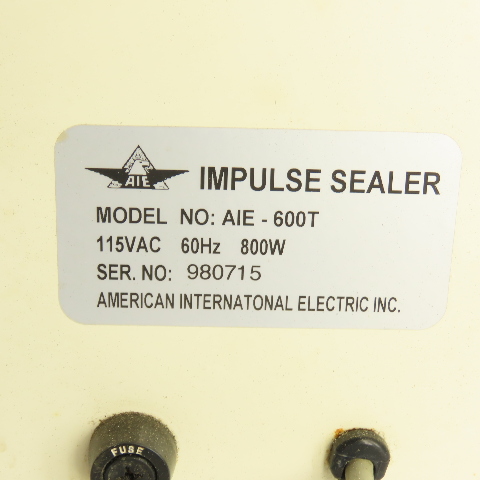 AIE IMPULSE SEALER
MODEL NO: AIE - 600T
115VAC 60Hz 800W
SER. NO: 980715
AMERICAN INTERNATONAL ELECTRIC INC.
FUSE